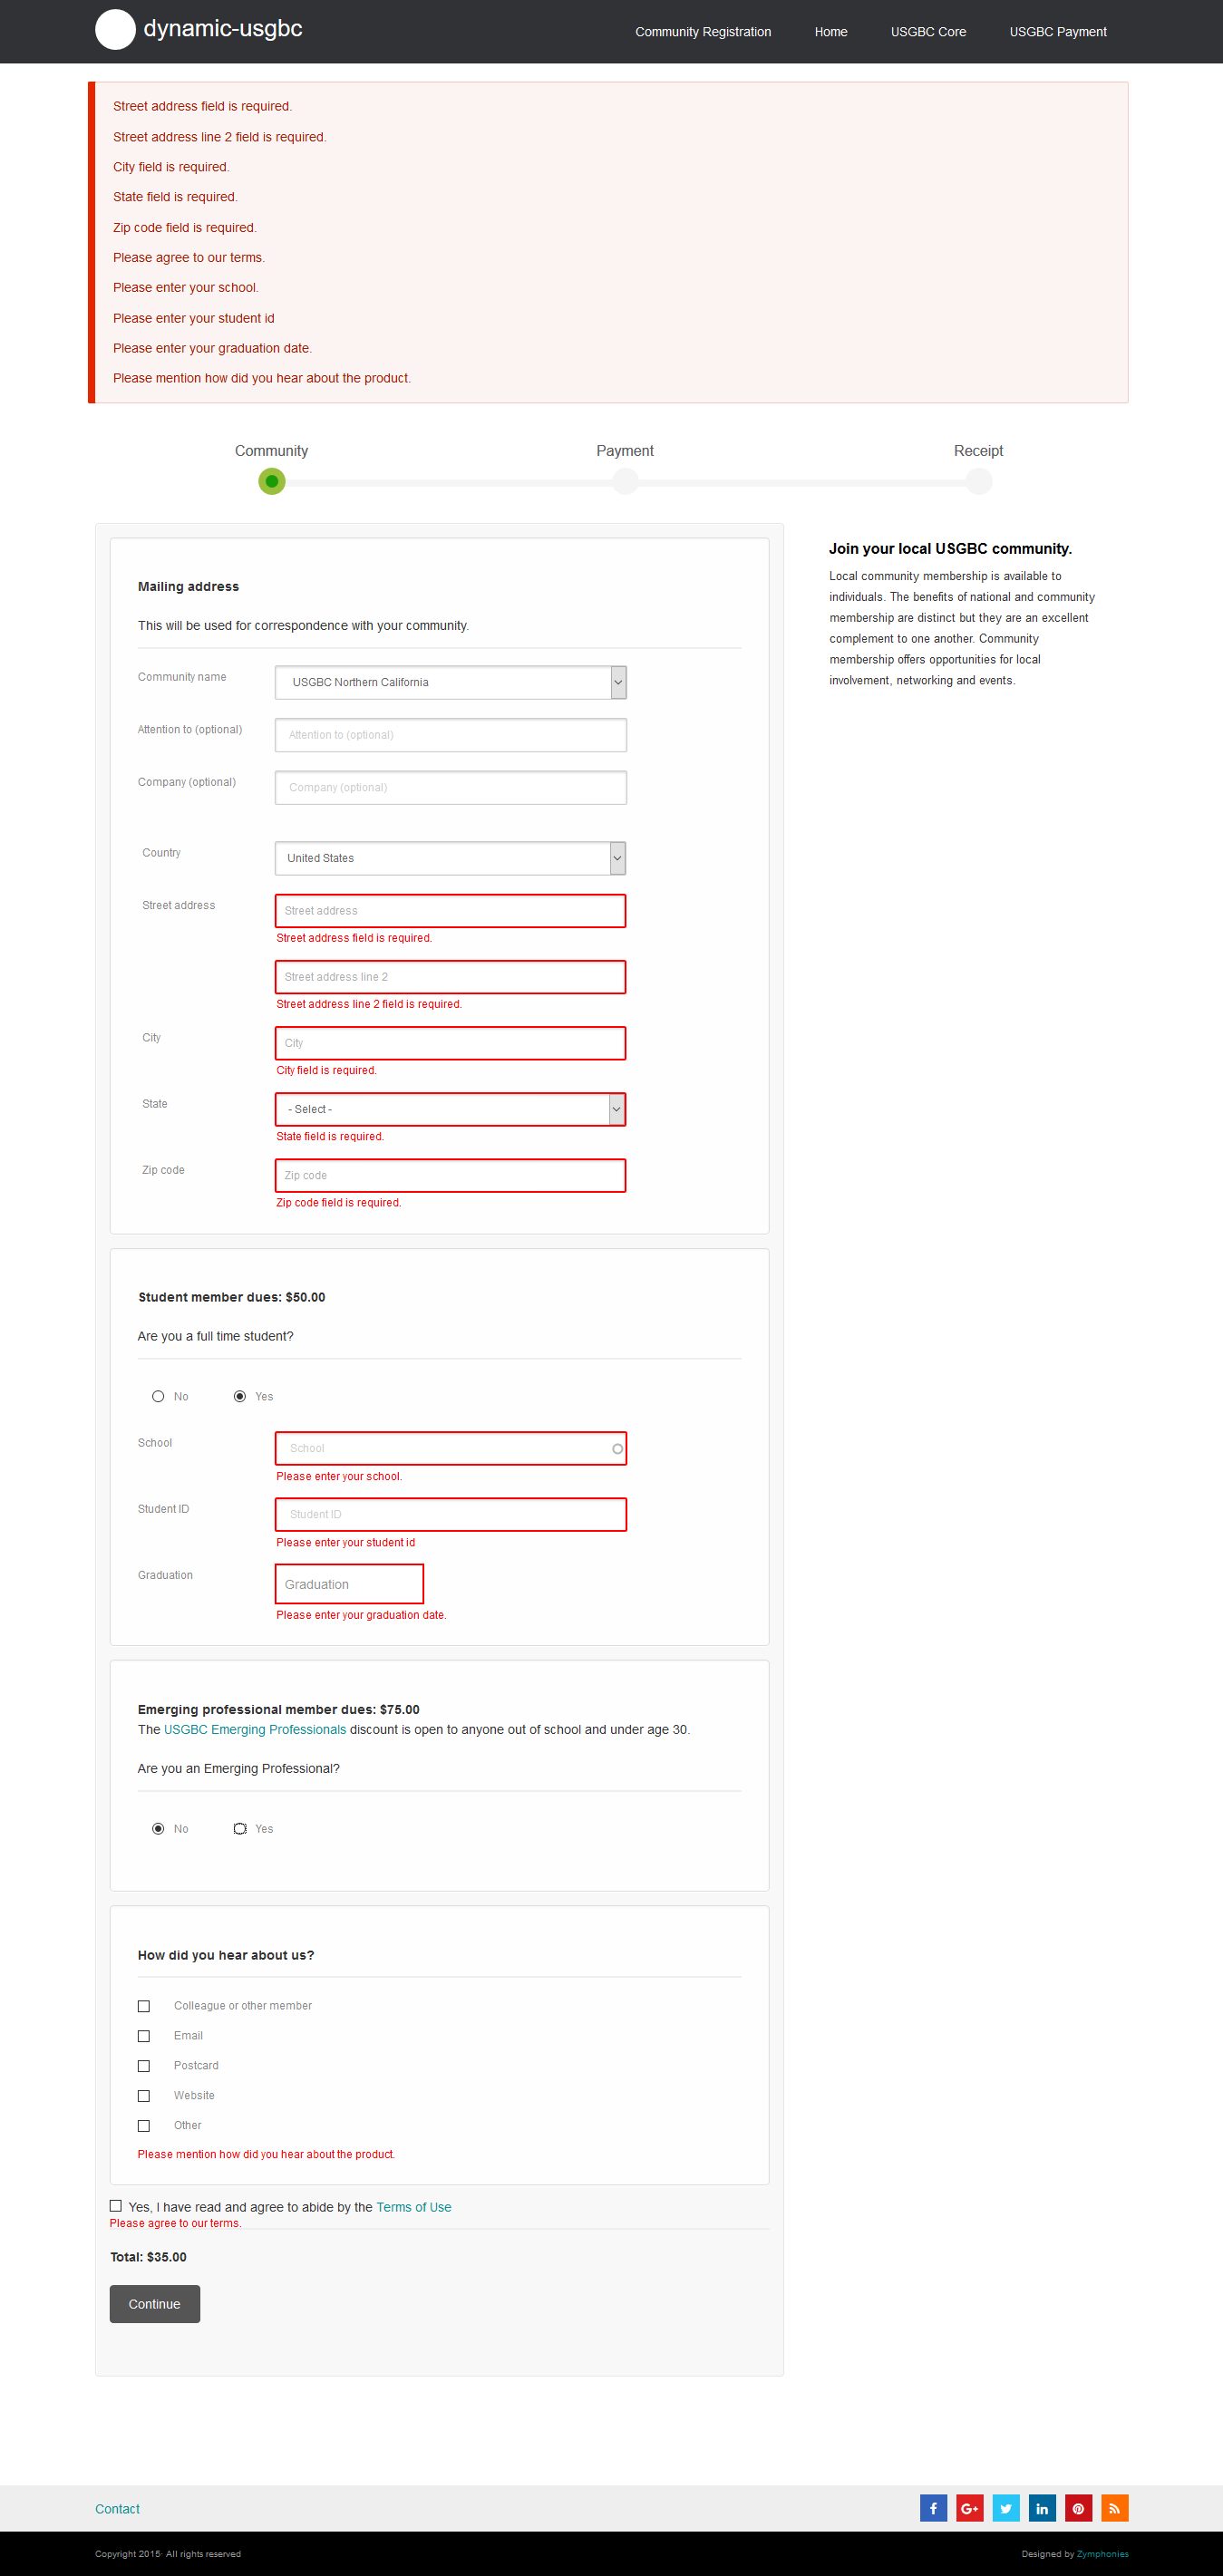 dynamic-usgbc
Community Registration
Home
USGBC Core
USGBC Payment
Street address field is required.
Street address line 2 field is required.
City field is required.
State field is required.
Zip code field is required.
Please agree to our terms.
Please enter your school.
Please enter your student id
Please enter your graduation date.
Please mention how did you hear about the product.
Community
Payment
Receipt
Mailing address
This will be used for correspondence with your community.
Community name
USGBC Northern California
Attention to (optional)
Attention to (optional)
Company (optional)
Company (optional)
Country
United States
Street address
Street address
Street address field is required.
Street address line 2
Street address line 2 field is required.
City
City
City field is required.
State
- Select -
State field is required.
Zip code
Zip code
Zip code field is required.
Student member dues: $50.00
Are you a full time student?
No
Yes
School
School
Please enter your school.
Student ID
Student ID
Please enter your student id
Graduation
Graduation
Please enter your graduation date.
Emerging professional member dues: $75.00
The USGBC Emerging Professionals discount is open to anyone out of school and under age 30.
Are you an Emerging Professional?
No
Yes
How did you hear about us?
Colleague or other member
Email
Postcard
Website
Other
Please mention how did you hear about the product.
Yes, I have read and agree to abide by the Terms of Use
Please agree to our terms.
Total: $35.00
Continue
Join your local USGBC community.
Local community membership is available to
individuals. The benefits of national and community
membership are distinct but they are an excellent
complement to one another. Community
membership offers opportunities for local
involvement, networking and events.
Contact
Copyright 2015· All rights reserved
Designed by Zymphonies